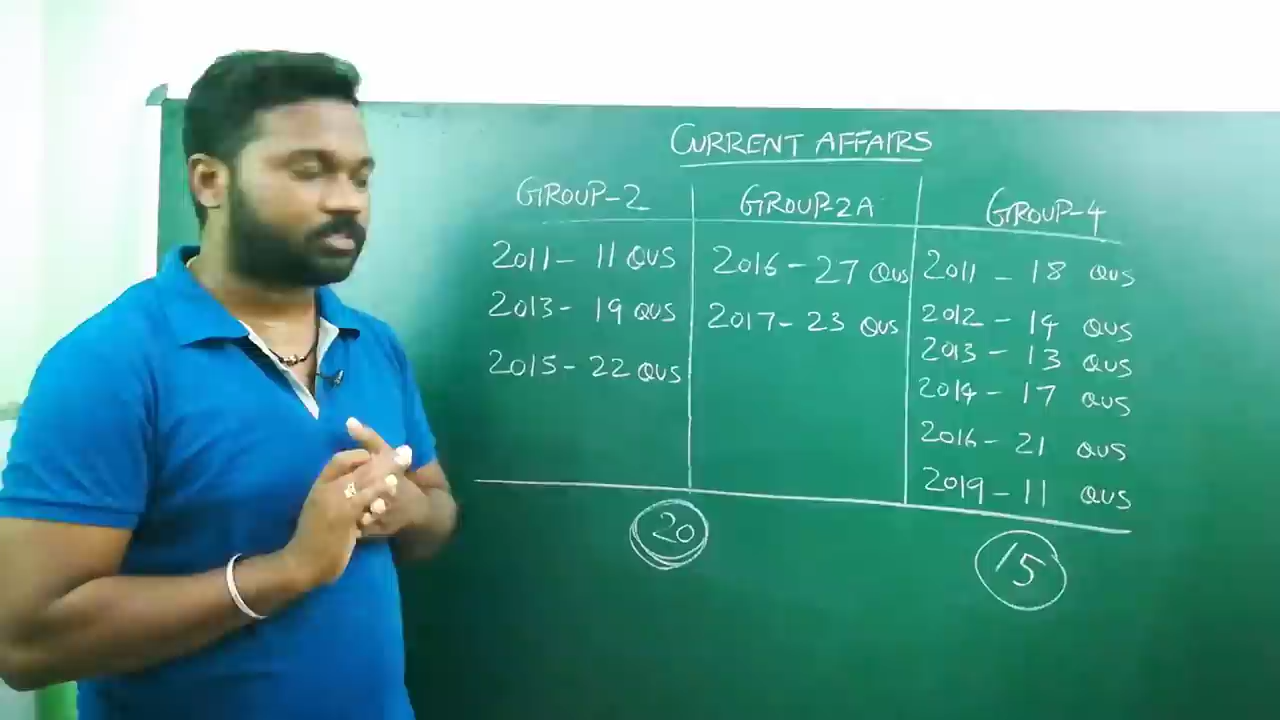 CURRENT AFFAIRS
GROUP-2
2011- 11 QUS
2013- 19 QUS
2015- 22 QUS
GROUP-2A
2016-27 QUS
2017-23 QUS
GROUP-4
2011 - 18 QUS
2012 - 14 QUS
2013 - 13 QUS
2014 - 17 QUS
2016 - 21 QUS
2019 - 11 QUS
20
15